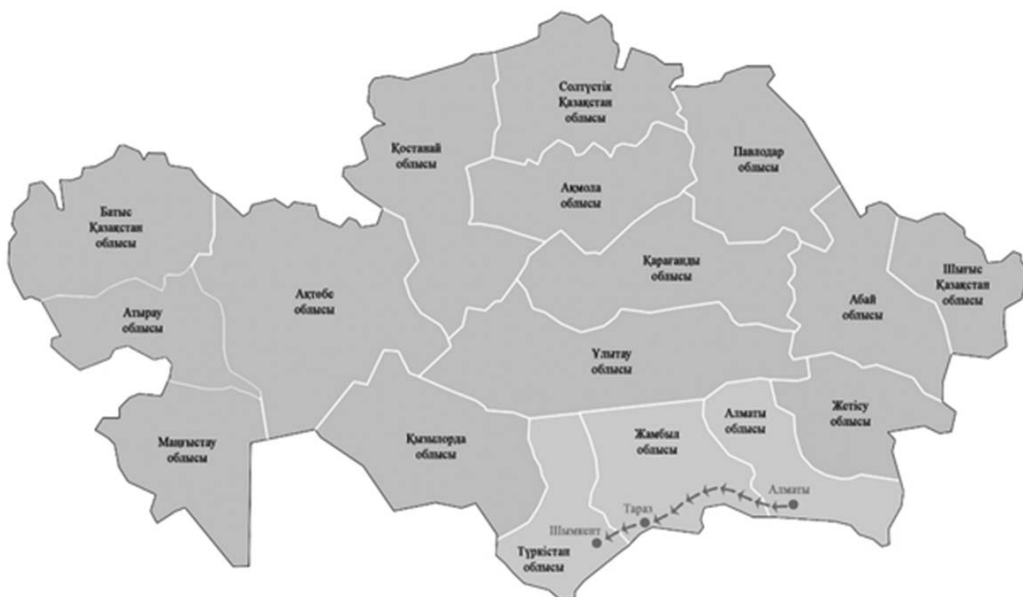 Солтүстік
Қазақстан
облысы
Қостанай
облысы
Павлодар
облысы
Ақмола
облысы
Батыс
Қазақстан
облысы
Қарағанды
облысы
Шығыс
Қазақстан
облысы
Ақтөбе
облысы
Абай
облысы
Атырау
облысы
Ұлытау
облысы
Жетісу
облысы
Алматы
облысы
Жамбыл
облысы
Қызылорда
облысы
Маңғыстау
облысы
Алматы
Тараз
Шымкент
Түркістан
облысы